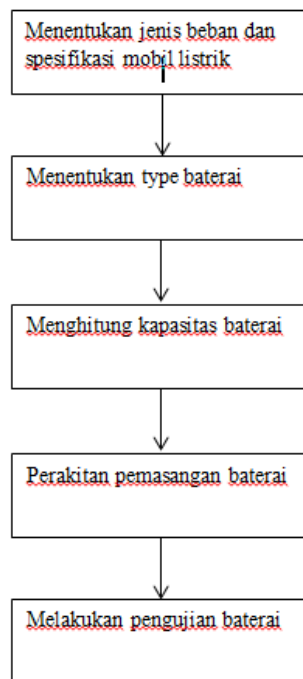 Menentukan jenis beban dan
spesifikasi mobil listrik
Menentukan type baterai
Menghitung kapasitas baterai
Perakitan pemasangan baterai
Melakukan pengujian baterai